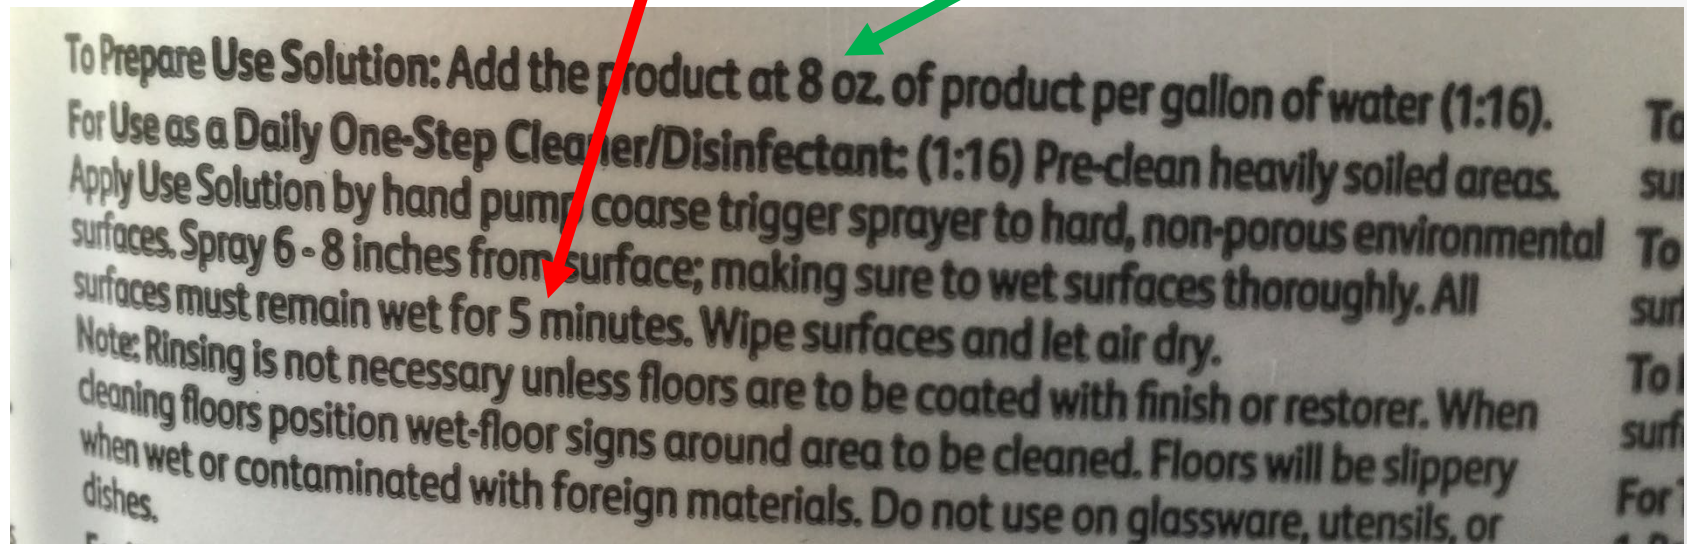 To Prepare Use Solution: Add the product at 8 oz. of product per gallon of water (1:16).
For Use as a Daily One-Step Cleaner/Disinfectant: (1:16) Pre-clean heavily soiled areas.
Apply Use Solution by hand pump coarse trigger sprayer to hard, non-porous environmental
surfaces. Spray 6 - 8 inches from surface; making sure to wet surfaces thoroughly. All
surfaces must remain wet for 5 minutes. Wipe surfaces and let air dry.
Note: Rinsing is not necessary unless floors are to be coated with finish or restorer. When
cleaning floors position wet-floor signs around area to be cleaned. Floors will be slippery
when wet or contaminated with foreign materials. Do not use on glassware, utensils, or
dishes.
To
To
To
For